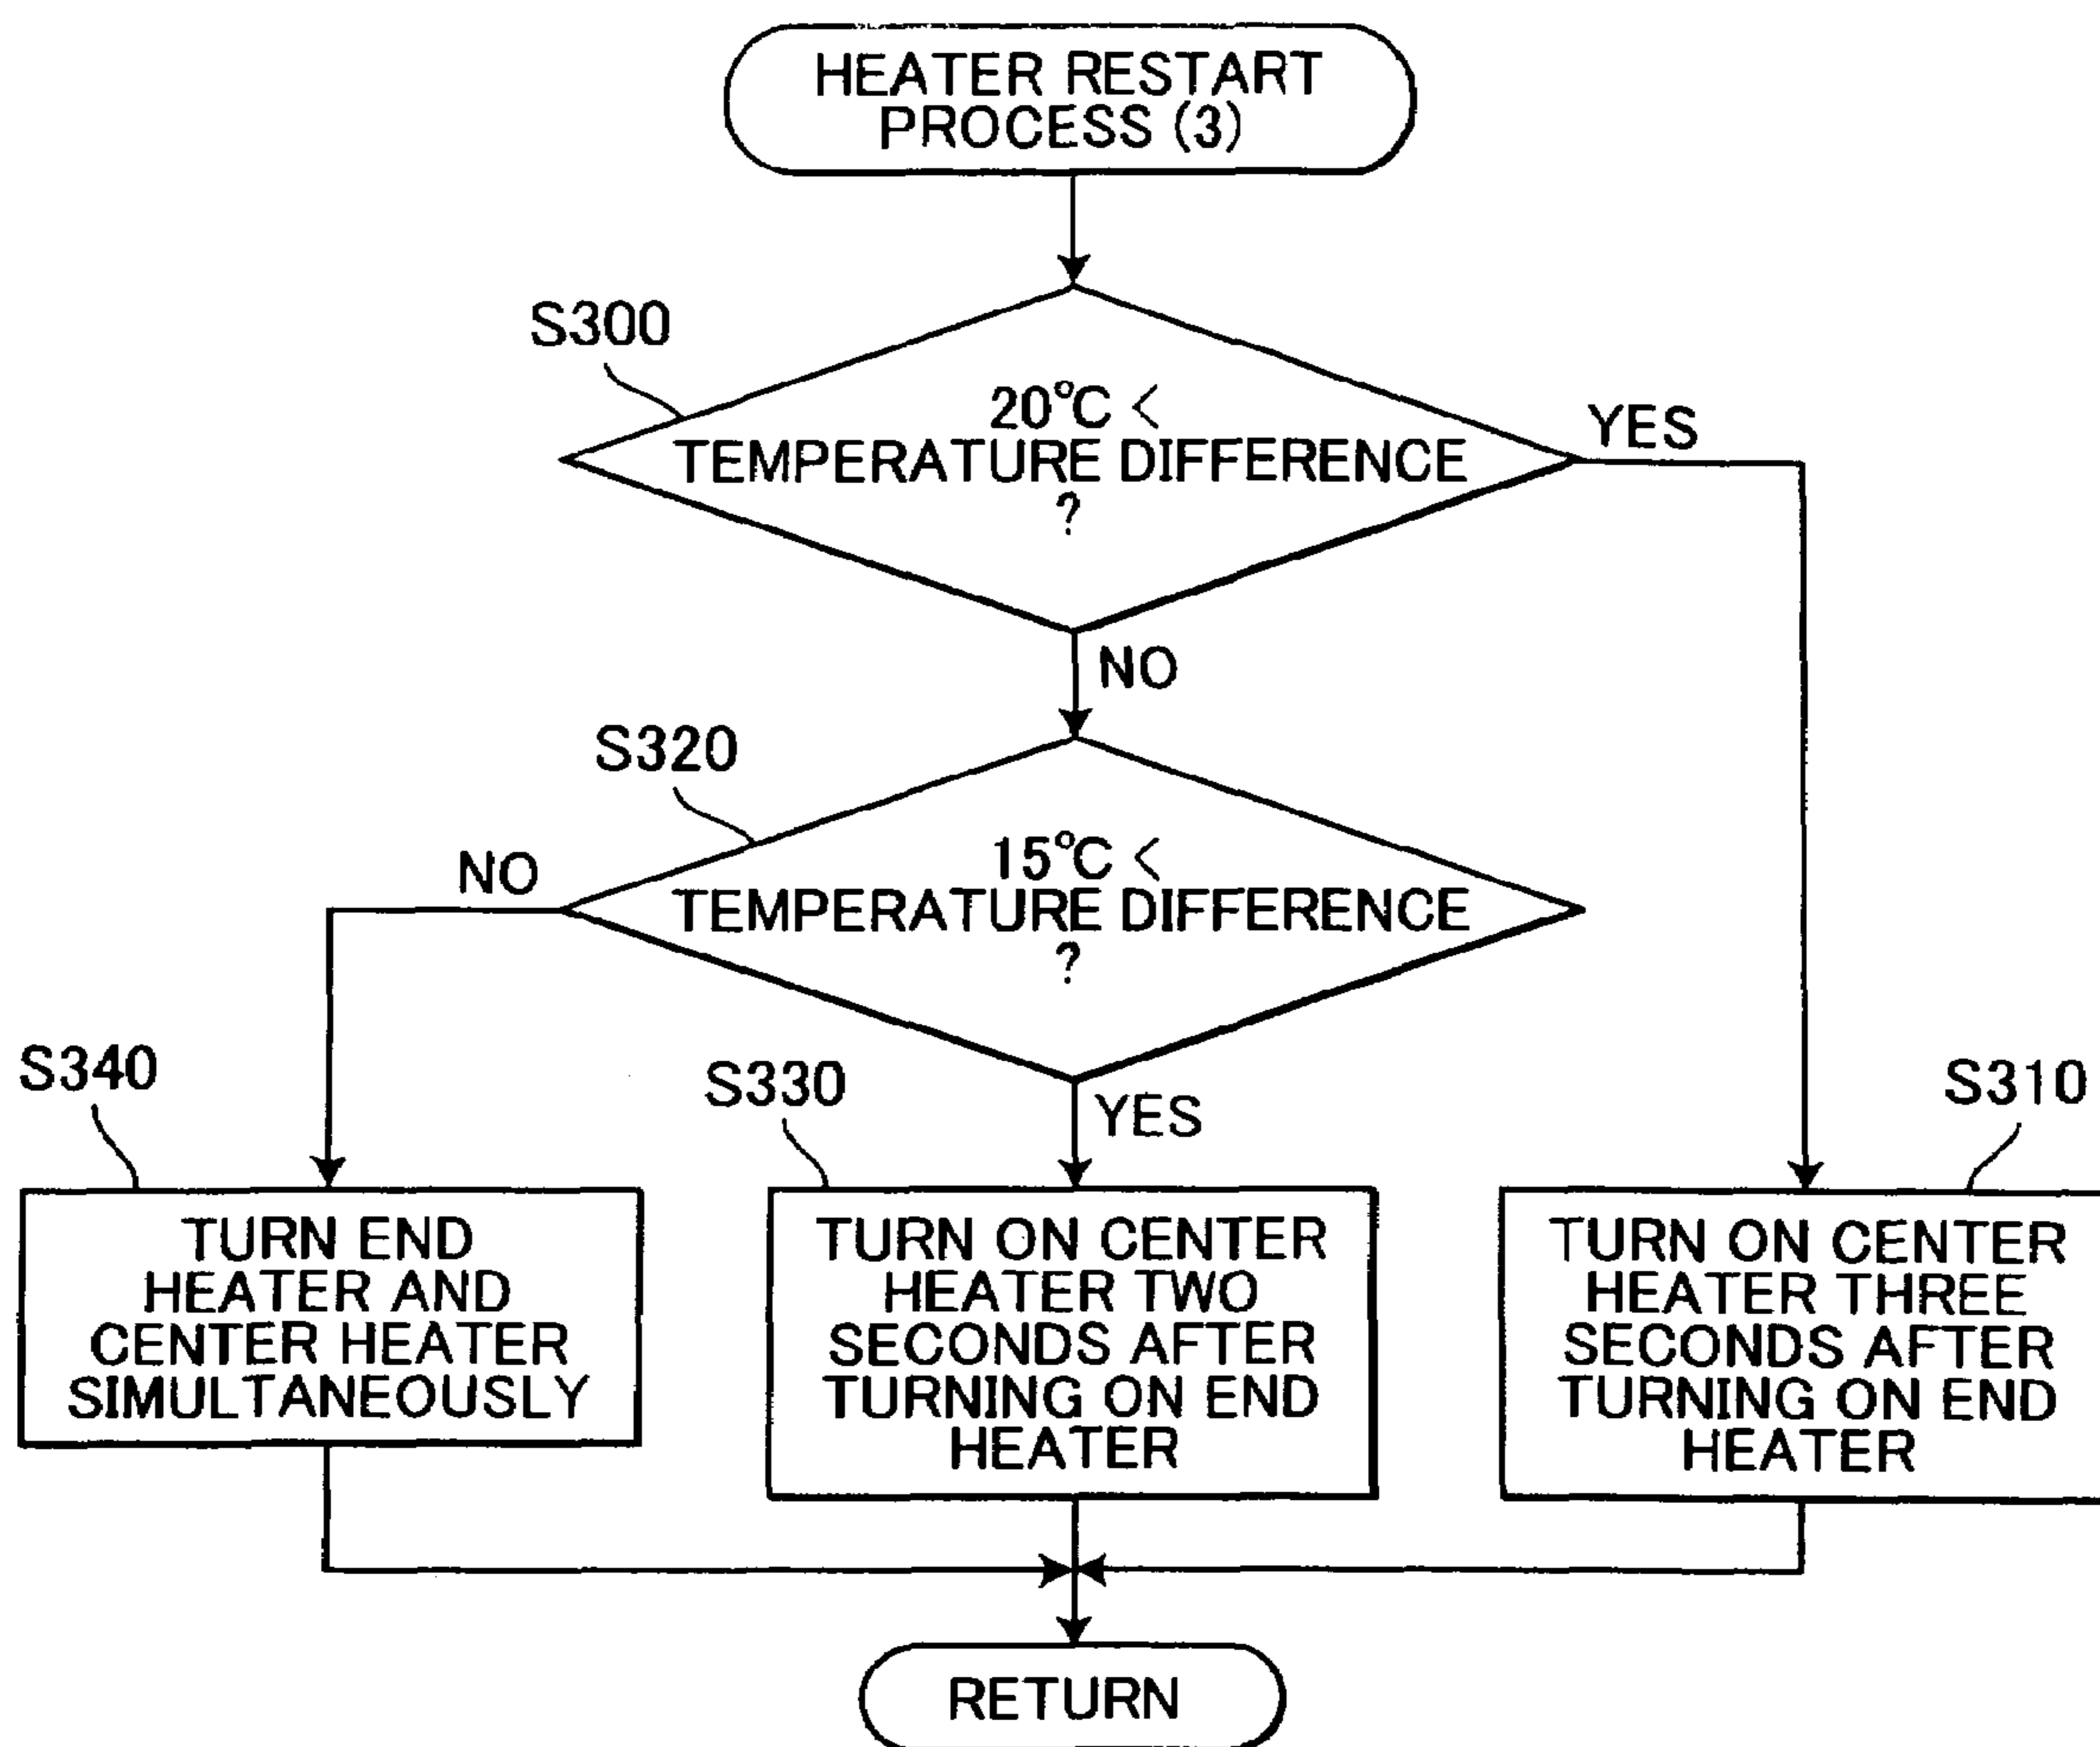 HEATER RESTART
PROCESS (3)
S300
20°C <
TEMPERATURE DIFFERENCE
?
YES
NO
S320
15°C <
TEMPERATURE DIFFERENCE
?
NO
YES
S340
TURN END
HEATER AND
CENTER HEATER
SIMULTANEOUSLY
S330
TURN ON CENTER
HEATER TWO
SECONDS AFTER
TURNING ON END
HEATER
S310
TURN ON CENTER
HEATER THREE
SECONDS AFTER
TURNING ON END
HEATER
RETURN